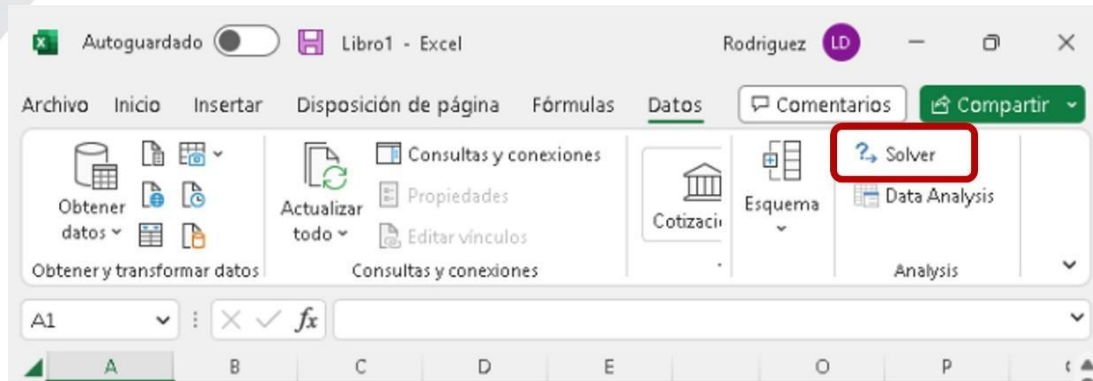 Autoguardado Libro1 - Excel Rodriguez LD
Archivo Inicio Insertar Disposición de página Fórmulas Datos Comentarios Compartir
Obtener datos
Actualizar todo
Consultas y conexiones
Propiedades
Editar vínculos
Cotizaci
Esquema
Solver
Data Analysis
Obtener y transformar datos Consultas y conexiones Analysis
A1 fx
A B C D E O P